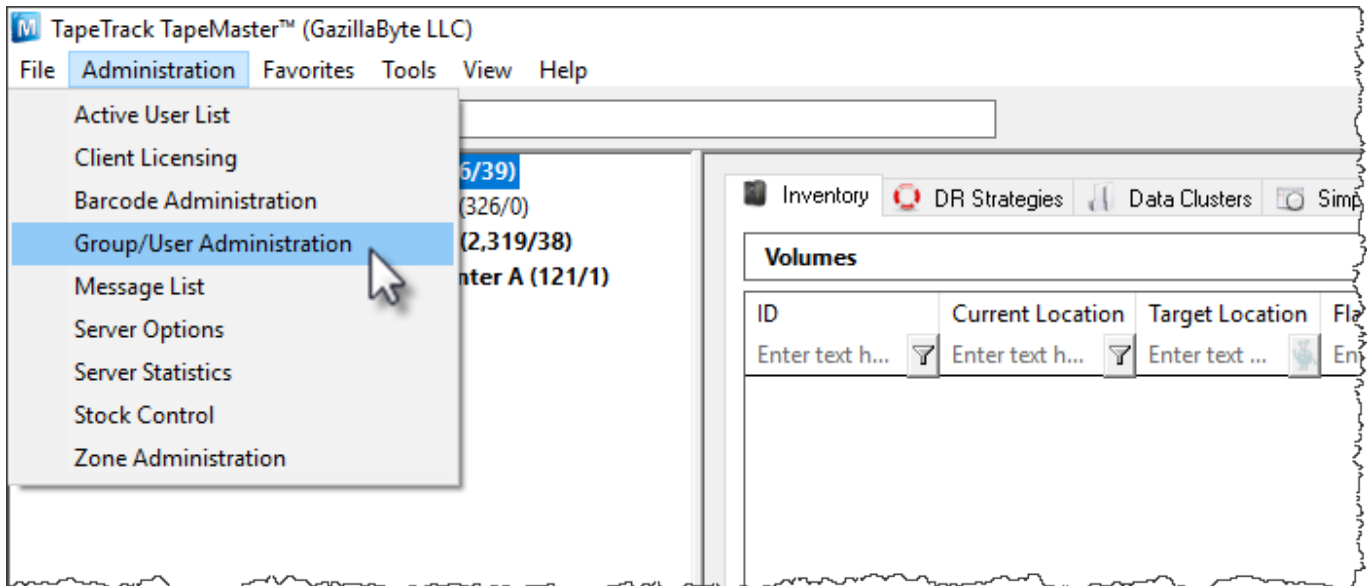 TapeTrack TapeMaster™ (GazillaByte LLC)
File Administration Favorites Tools View Help
Active User List
Client Licensing
Barcode Administration
Group/User Administration
Message List
Server Options
Server Statistics
Stock Control
Zone Administration
6/39)
(326/0)
(2,319/38)
nter A (121/1)
Inventory DR Strategies Data Clusters Simp
Volumes
ID Current Location Target Location Fla
Enter text h... Enter text h... Enter text ... En